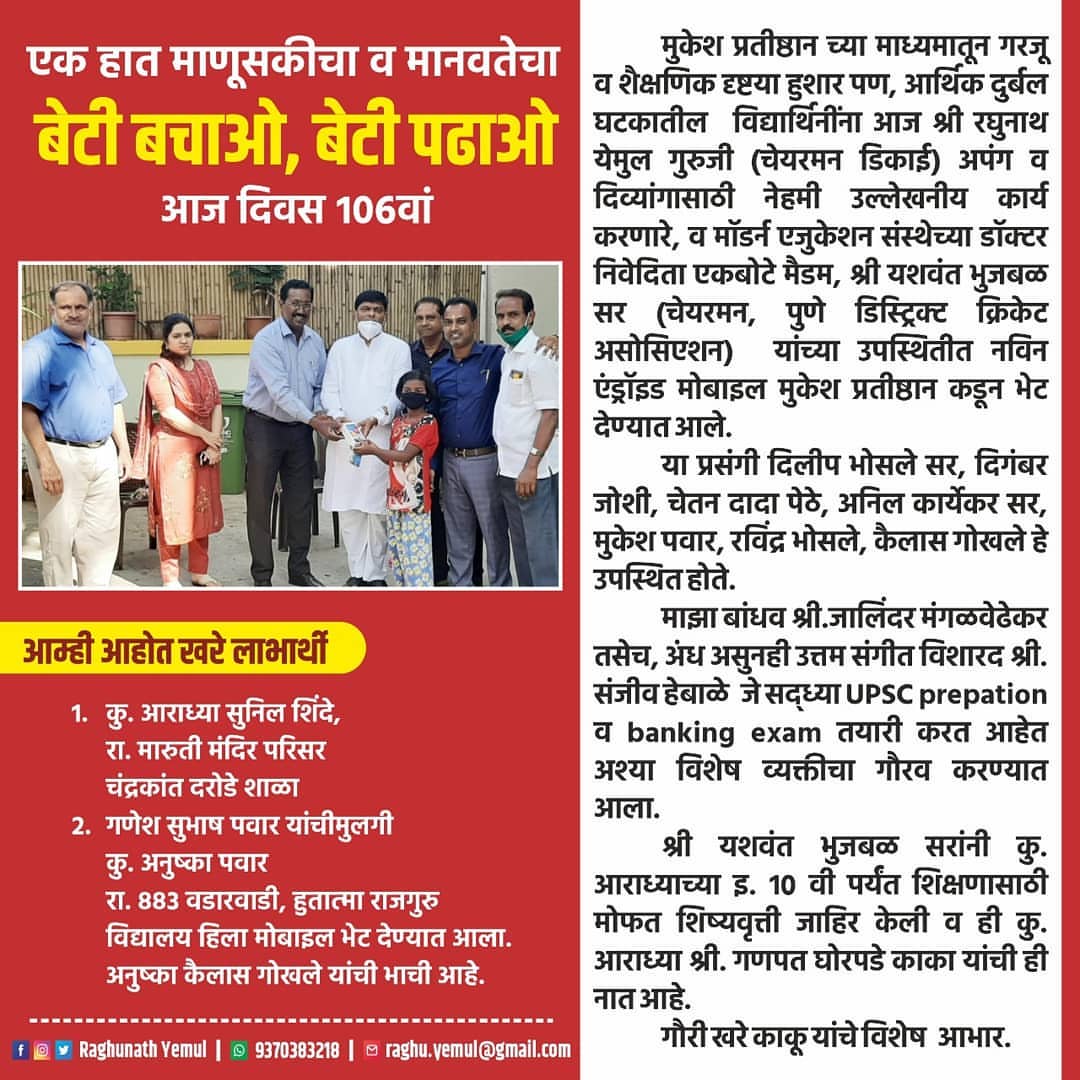 एक हात माणूसकीचा व मानवतेचा
बेटी बचाओ, बेटी पढाओ
आज दिवस 106वां
आम्ही आहोत खरे लाभार्थी
1. कु. आराध्या सुनिल शिंदे,
रा. मारुती मंदिर परिसर
चंद्रकांत दरोडे शाळा
2. गणेश सुभाष पवार यांचीमुलगी
कु. अनुष्का पवार
रा. 883 वडारवाडी, हुतात्मा राजगुरु
विद्यालय हिला मोबाइल भेट देण्यात आला.
अनुष्का कैलास गोखले यांची भाची आहे.
Raghunath Yemul | 9370383218 | raghu.yemul@gmail.com
मुकेश प्रतीष्ठान च्या माध्यमातून गरजू
व शैक्षणिक दृष्टया हुशार पण, आर्थिक दुर्बल
घटकातील विद्यार्थिनींना आज श्री रघुनाथ
येमुल गुरुजी (चेयरमन डिकाई) अपंग व
दिव्यांगासाठी नेहमी उल्लेखनीय कार्य
करणारे, व मॉडर्न एजुकेशन संस्थेच्या डॉक्टर
निवेदिता एकबोटे मैडम, श्री यशवंत भुजबळ
सर (चेयरमन, पुणे डिस्ट्रिक्ट क्रिकेट
असोसिएशन) यांच्या उपस्थितीत नविन
एंड्रॉइड मोबाइल मुकेश प्रतीष्ठान कडून भेट
देण्यात आले.
या प्रसंगी दिलीप भोसले सर, दिगंबर
जोशी, चेतन दादा पेठे, अनिल कार्येकर सर,
मुकेश पवार, रविंद्र भोसले, कैलास गोखले हे
उपस्थित होते.
माझा बांधव श्री.जालिंदर मंगळवेढेकर
तसेच, अंध असुनही उत्तम संगीत विशारद श्री.
संजीव हेबाळे जे सद्ध्या UPSC prepation
व banking exam तयारी करत आहेत
अश्या विशेष व्यक्तीचा गौरव करण्यात
आला.
श्री यशवंत भुजबळ सरांनी कु.
आराध्याच्या इ. 10 वी पर्यंत शिक्षणासाठी
मोफत शिष्यवृत्ती जाहिर केली व ही कु.
आराध्या श्री. गणपत घोरपडे काका यांची ही
नात आहे.
गौरी खरे काकू यांचे विशेष आभार.